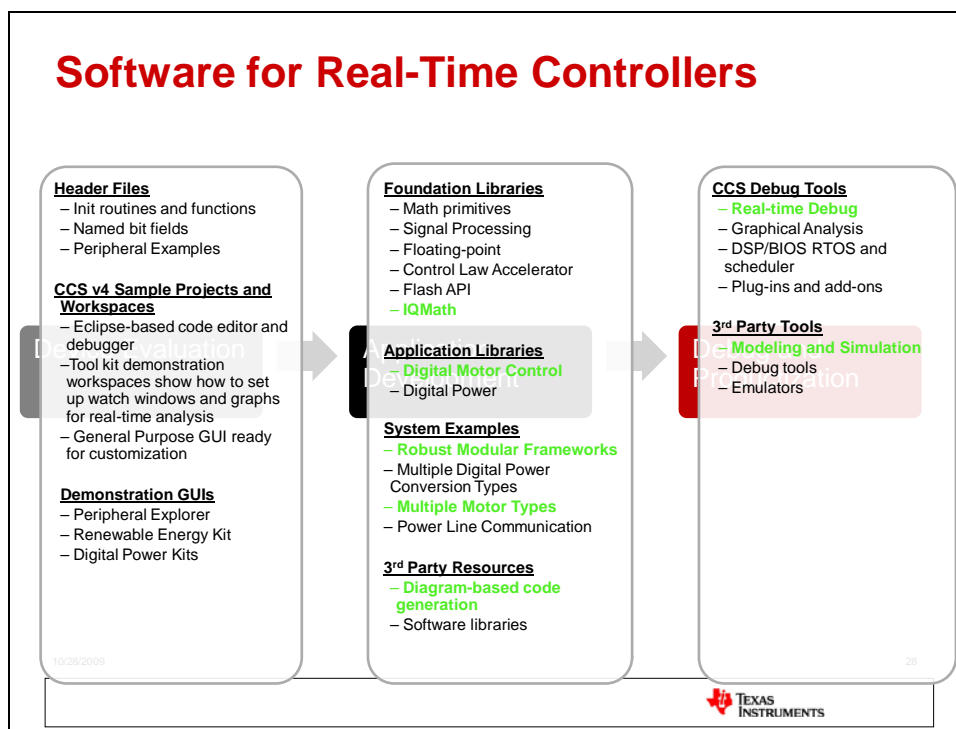 Software for Real-Time Controllers
Header Files
– Init routines and functions
– Named bit fields
– Peripheral Examples
CCS v4 Sample Projects and
Workspaces
– Eclipse-based code editor and
debugger
–Tool kit demonstration
workspaces show how to set
up watch windows and graphs
for real-time analysis
– General Purpose GUI ready
for customization
Demonstration GUIs
– Peripheral Explorer
– Renewable Energy Kit
– Digital Power Kits
Foundation Libraries
– Math primitives
– Signal Processing
– Floating-point
– Control Law Accelerator
– Flash API
– IQMath
Application Libraries
– Digital Motor Control
– Digital Power
System Examples
– Robust Modular Frameworks
– Multiple Digital Power
Conversion Types
– Multiple Motor Types
– Power Line Communication
3rd Party Resources
– Diagram-based code
generation
– Software libraries
CCS Debug Tools
– Real-time Debug
– Graphical Analysis
– DSP/BIOS RTOS and
scheduler
– Plug-ins and add-ons
3rd Party Tools
– Modeling and Simulation
– Debug tools
– Emulators
Evaluation
Application
Development
Debug and
10/28/2009
28
TEXAS
INSTRUMENTS